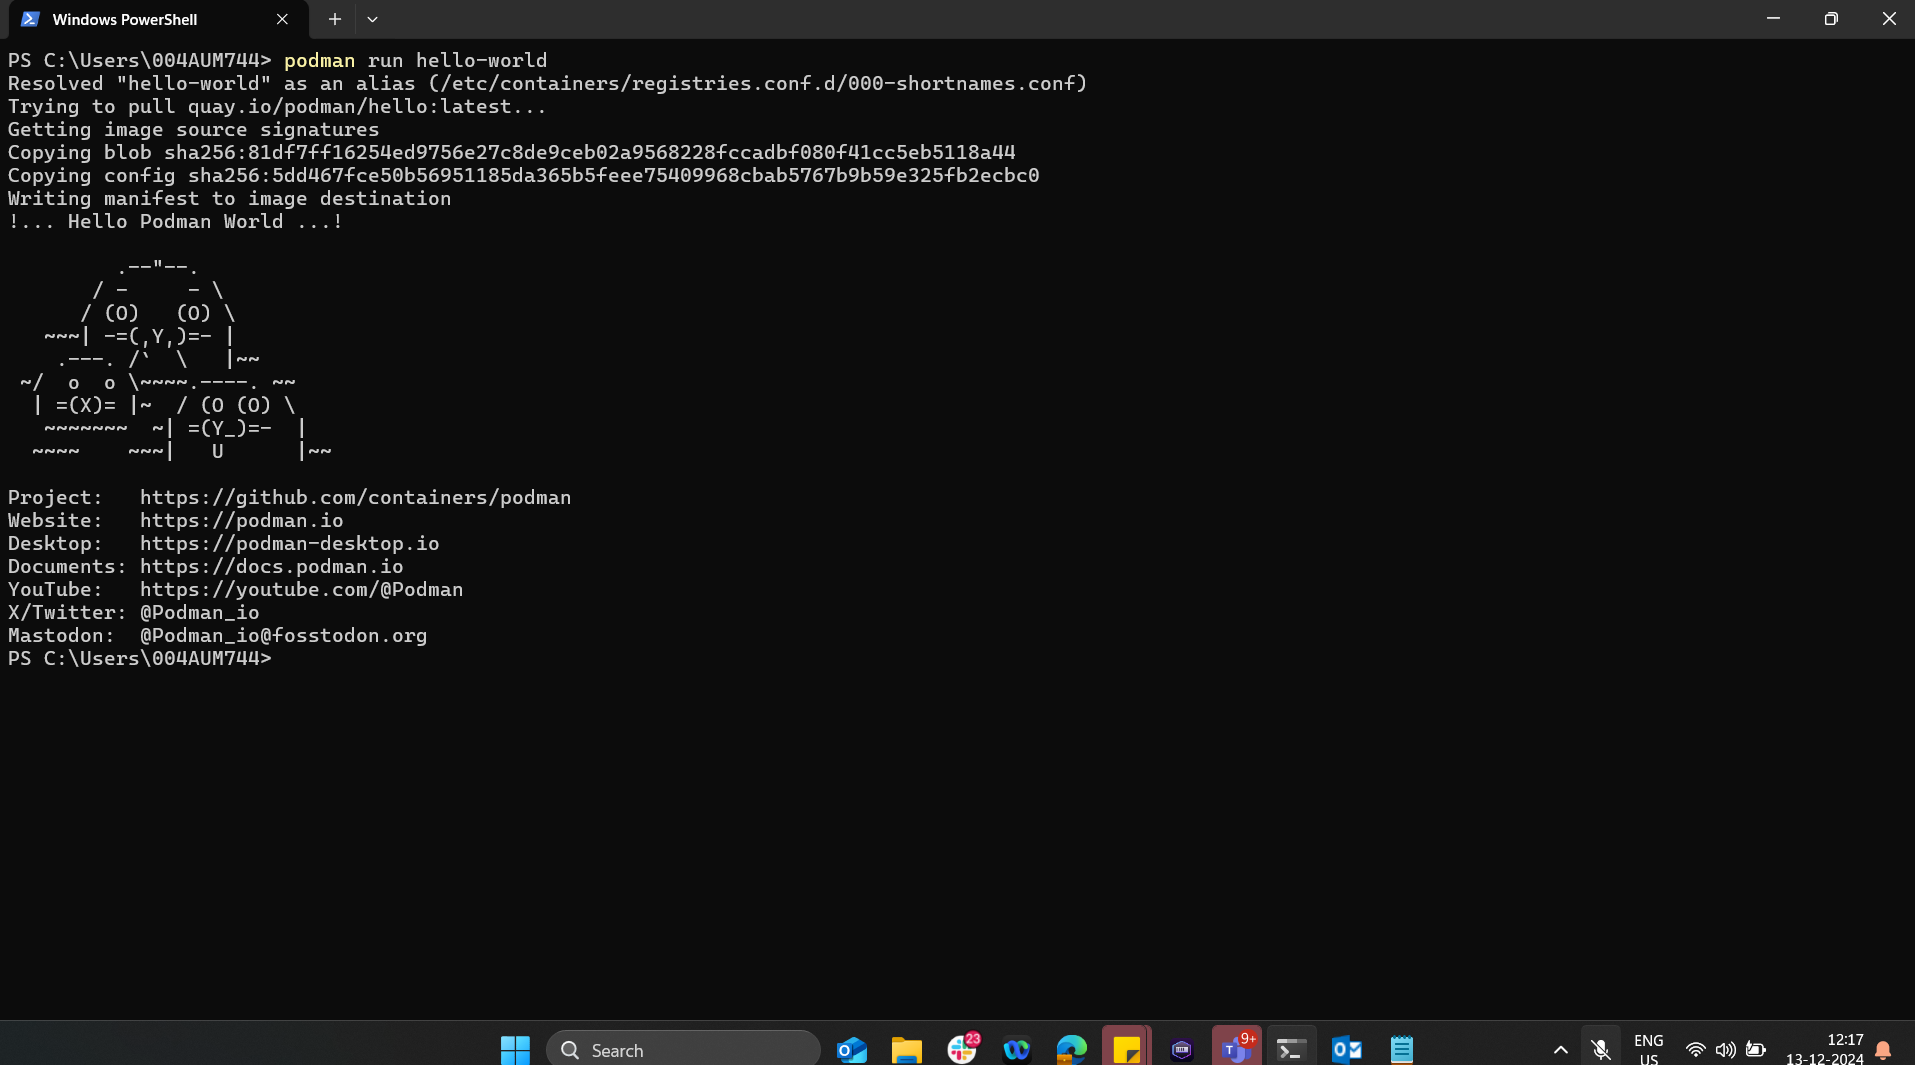 Windows PowerShell
PS C:\Users\004AUM744> podman run hello-world
Resolved "hello-world" as an alias (/etc/containers/registries.conf.d/000-shortnames.conf)
Trying to pull quay.io/podman/hello:latest...
Getting image source signatures
Copying blob sha256:81df7ff16254ed9756e27c8de9ceb02a9568228fccadbf080f41cc5eb5118a44
Copying config sha256:5dd467fce50b56951185da365b5feee75409968cbab5767b9b59e325fb2ecbc0
Writing manifest to image destination
!... Hello Podman World ...!

         .--"--.
       / -     - \
      / (O)   (O) \
   ~~~| -=(,Y,)=- |
    .---. /`  \   |~~
 ~/  o  o \~~~~.----. ~~
  | =(X)= |~  / (O (O) \
   ~~~~~~~  ~| =(Y_)=-  |
  ~~~~    ~~~|   U      |~~

Project:   https://github.com/containers/podman
Website:   https://podman.io
Desktop:   https://podman-desktop.io
Documents: https://docs.podman.io
YouTube:   https://youtube.com/@Podman
X/Twitter: @Podman_io
Mastodon:  @Podman_io@fosstodon.org
PS C:\Users\004AUM744>
Search
23
9+
ENG
US
12:17
13-12-2024